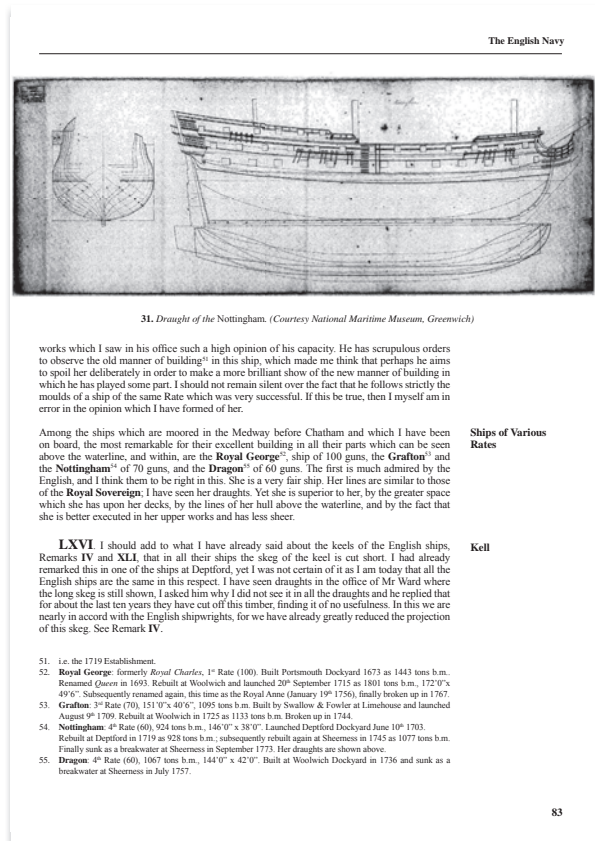 The English Navy
31. Draught of the Nottingham. (Courtesy National Maritime Museum, Greenwich)
works which I saw in his office such a high opinion of his capacity. He has scrupulous orders
to observe the old manner of building51 in this ship, which made me think that perhaps he aims
to spoil her deliberately in order to make a more brilliant show of the new manner of building in
which he has played some part. I should not remain silent over the fact that he follows strictly the
moulds of a ship of the same Rate which was very successful. If this be true, then I myself am in
error in the opinion which I have formed of her.
Among the ships which are moored in the Medway before Chatham and which I have been
on board, the most remarkable for their excellent building in all their parts which can be seen
above the waterline, and within, are the Royal George52, ship of 100 guns, the Grafton53 and
the Nottingham54 of 70 guns, and the Dragon55 of 60 guns. The first is much admired by the
English, and I think them to be right in this. She is a very fair ship. Her lines are similar to those
of the Royal Sovereign; I have seen her draughts. Yet she is superior to her, by the greater space
which she has upon her decks, by the lines of her hull above the waterline, and by the fact that
she is better executed in her upper works and has less sheer.
Ships of Various
Rates
LXVI. I should add to what I have already said about the keels of the English ships,
Remarks IV and XLI, that in all their ships the skeg of the keel is cut short. I had already
remarked this in one of the ships at Deptford, yet I was not certain of it as I am today that all the
English ships are the same in this respect. I have seen draughts in the office of Mr Ward where
the long skeg is still shown, I asked him why I did not see it in all the draughts and he replied that
for about the last ten years they have cut off this timber, finding it of no usefulness. In this we are
nearly in accord with the English shipwrights, for we have already greatly reduced the projection
of this skeg. See Remark IV.
Kell
51. i.e. the 1719 Establishment.
52. Royal George: formerly Royal Charles, 1st Rate (100). Built Portsmouth Dockyard 1673 as 1443 tons b.m..
Renamed Queen in 1693. Rebuilt at Woolwich and launched 20th September 1715 as 1801 tons b.m., 172’0”x
49’6”. Subsequently renamed again, this time as the Royal Anne (January 19th 1756), finally broken up in 1767.
53. Grafton: 3rd Rate (70), 151’0”x 40’6”, 1095 tons b.m. Built by Swallow & Fowler at Limehouse and launched
August 9th 1709. Rebuilt at Woolwich in 1725 as 1133 tons b.m. Broken up in 1744.
54. Nottingham: 4th Rate (60), 924 tons b.m., 146’0” x 38’0”. Launched Deptford Dockyard June 10th 1703.
Rebuilt at Deptford in 1719 as 928 tons b.m.; subsequently rebuilt again at Sheerness in 1745 as 1077 tons b.m.
Finally sunk as a breakwater at Sheerness in September 1773. Her draughts are shown above.
55. Dragon: 4th Rate (60), 1067 tons b.m., 144’0” x 42’0”. Built at Woolwich Dockyard in 1736 and sunk as a
breakwater at Sheerness in July 1757.
83